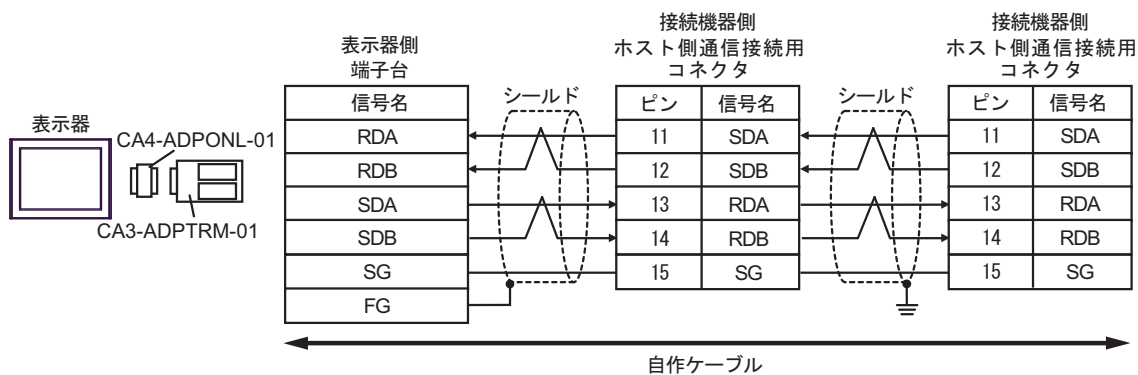 表示器
CA4-ADPONL-01
CA3-ADPTRM-01
表示器側
端子台
信号名
RDA
RDB
SDA
SDB
SG
FG
シールド
接続機器側
ホスト側通信接続用
コネクタ
ピン 信号名
11 SDA
12 SDB
13 RDA
14 RDB
15 SG
シールド
接続機器側
ホスト側通信接続用
コネクタ
ピン 信号名
11 SDA
12 SDB
13 RDA
14 RDB
15 SG
自作ケーブル